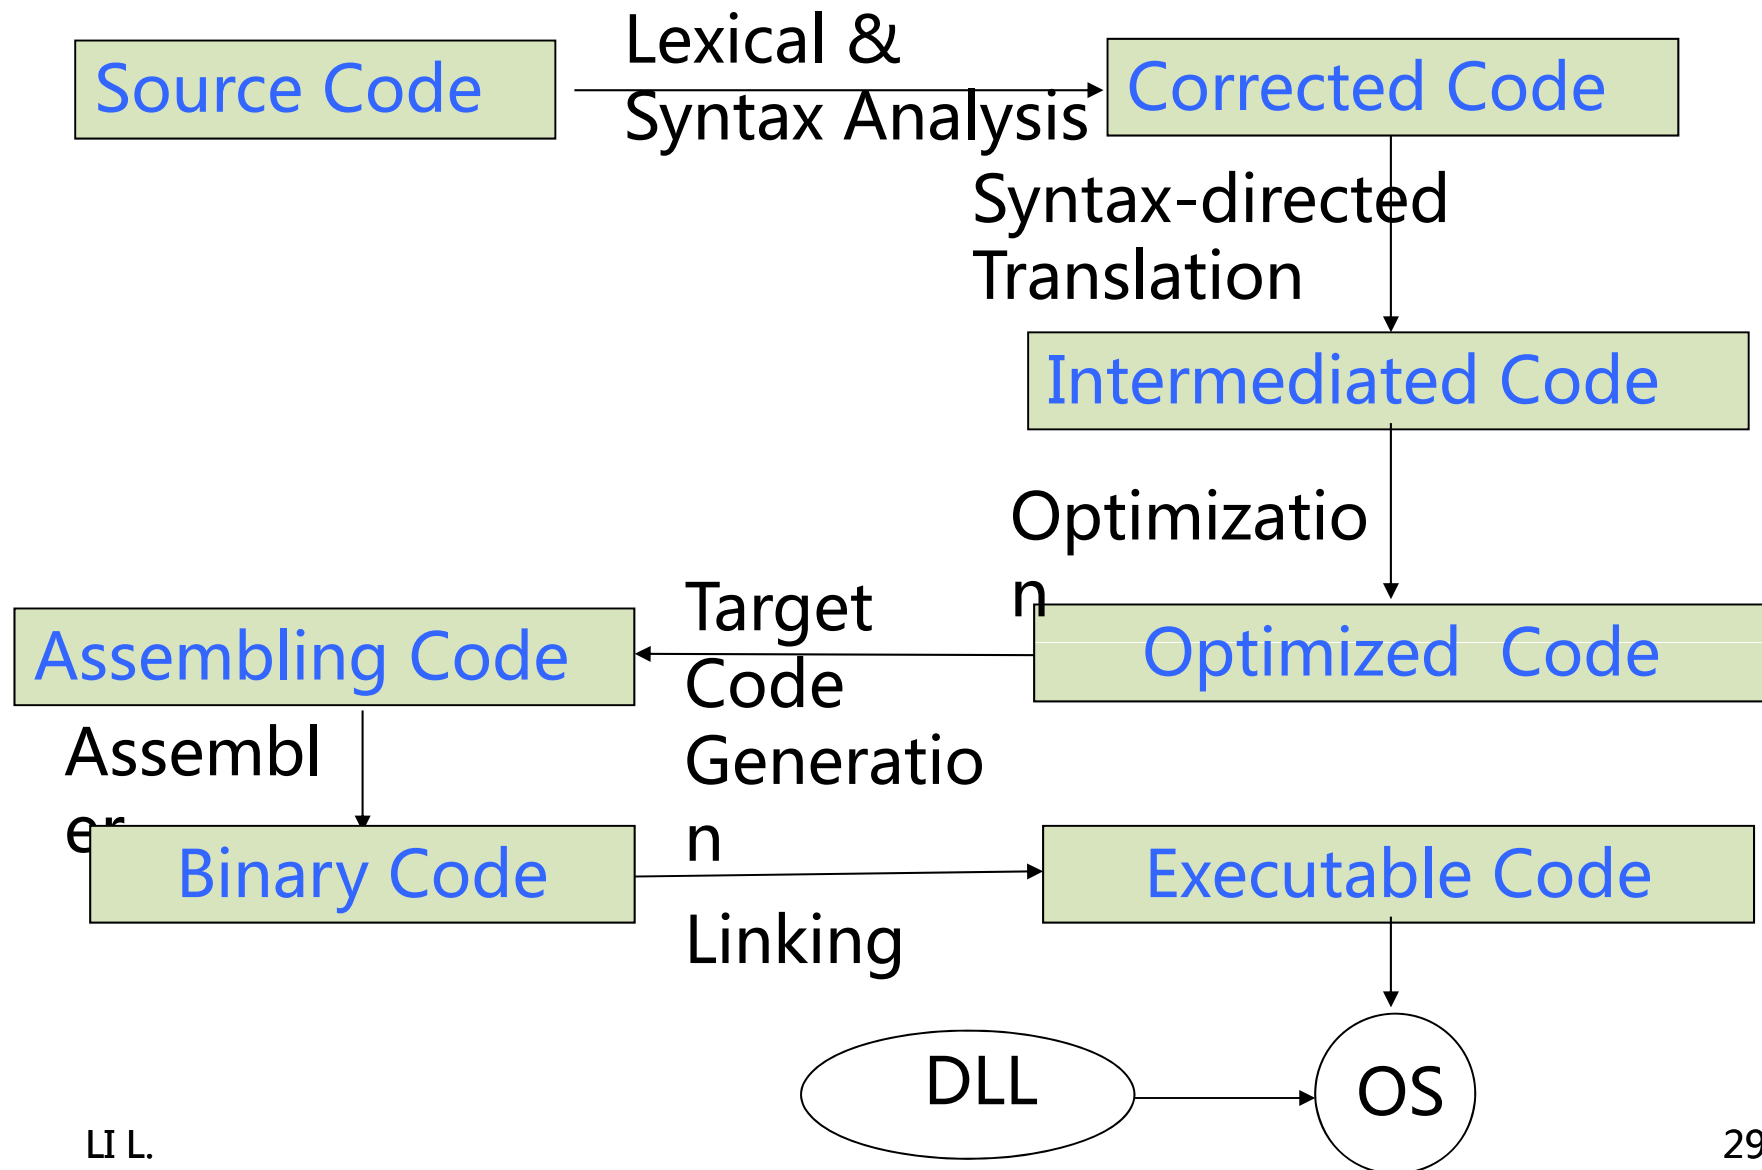 Source Code
Lexical &
Syntax Analysis
Corrected Code
Syntax-directed
Translation
Intermediated Code
Optimizatio
n
Optimized Code
Target
Code
Generatio
n
Assembling Code
Assembl
er
Binary Code
Linking
Executable Code
DLL
OS
LI L.
29